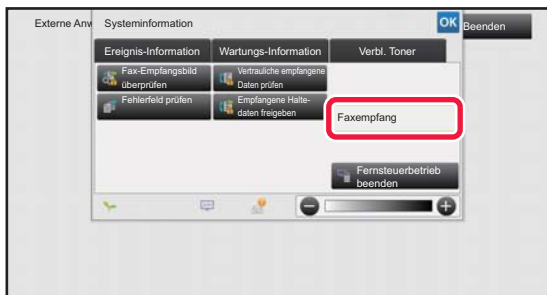 Externe Anw
Systeminformation
OK
Beenden
Ereignis-Information
Wartungs-Information
Verbl. Toner
Fax-Empfangsbild
überprüfen
Vertrauliche empfangene
Daten prüfen
Fehlerfeld prüfen
Empfangene Halte-
daten freigeben
Faxempfang
Fernsteuerbetrieb
beenden